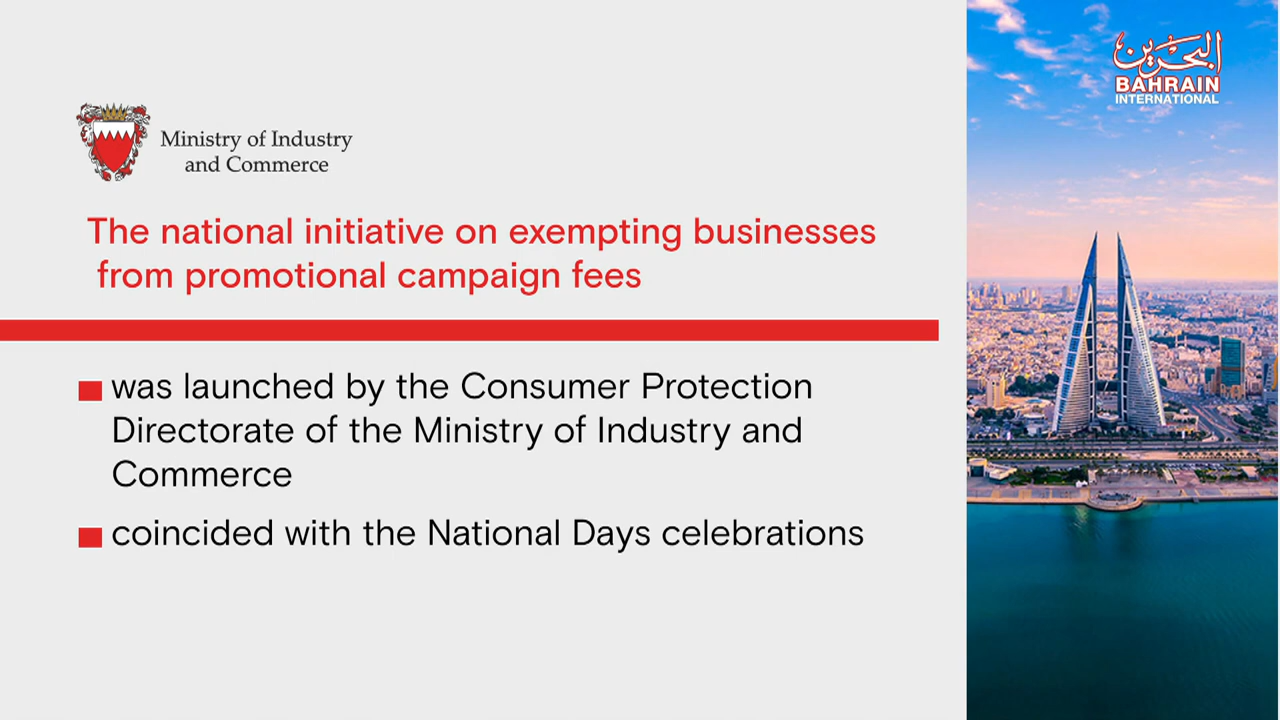 البحرين
BAHRAIN
INTERNATIONAL
Ministry of Industry
and Commerce
The national initiative on exempting businesses
from promotional campaign fees
was launched by the Consumer Protection
Directorate of the Ministry of Industry and
Commerce
coincided with the National Days celebrations